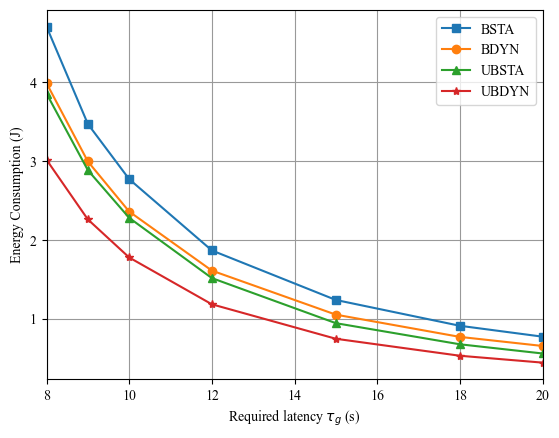 BSTA
BDYN
UBSTA
UBDYN
Energy Consumption (J)
4
3
2
1
8 10 12 14 16 18 20
Required latency τ_g (s)